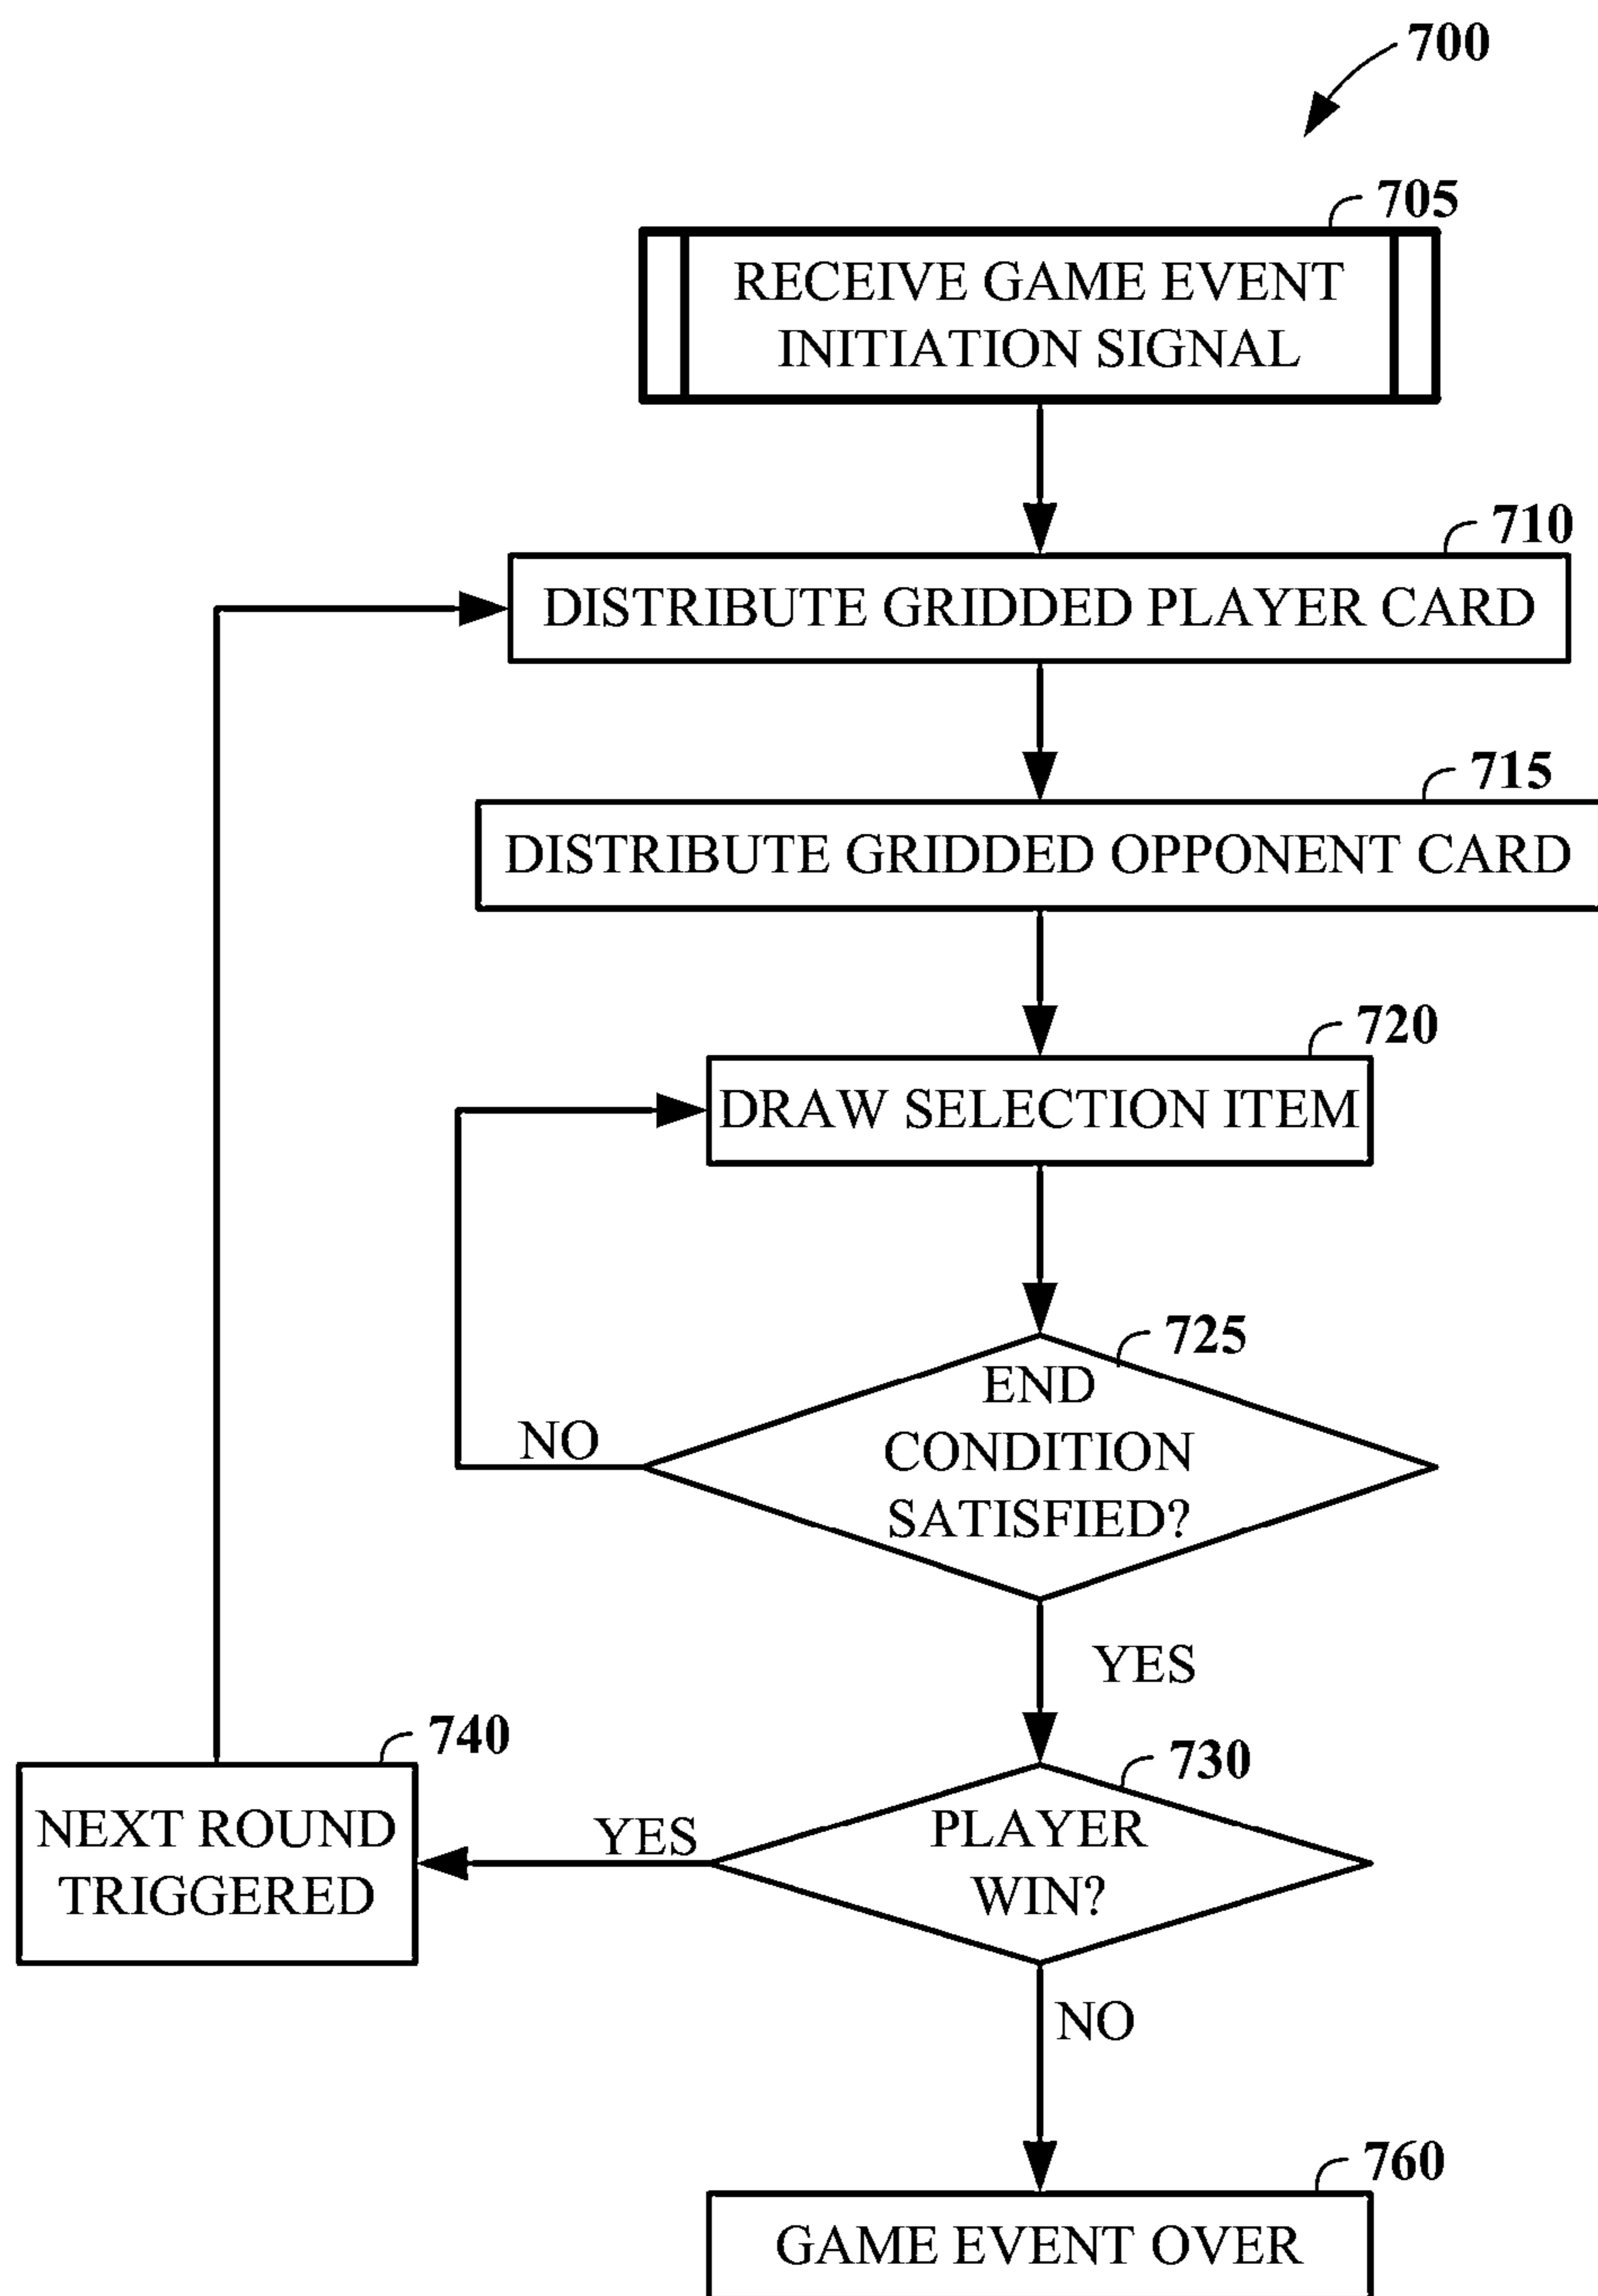 700
705
RECEIVE GAME EVENT
INITIATION SIGNAL
710
DISTRIBUTE GRIDDED PLAYER CARD
715
DISTRIBUTE GRIDDED OPPONENT CARD
720
DRAW SELECTION ITEM
725
END
CONDITION
SATISFIED?
NO
YES
730
PLAYER
WIN?
YES
740
NEXT ROUND
TRIGGERED
NO
760
GAME EVENT OVER